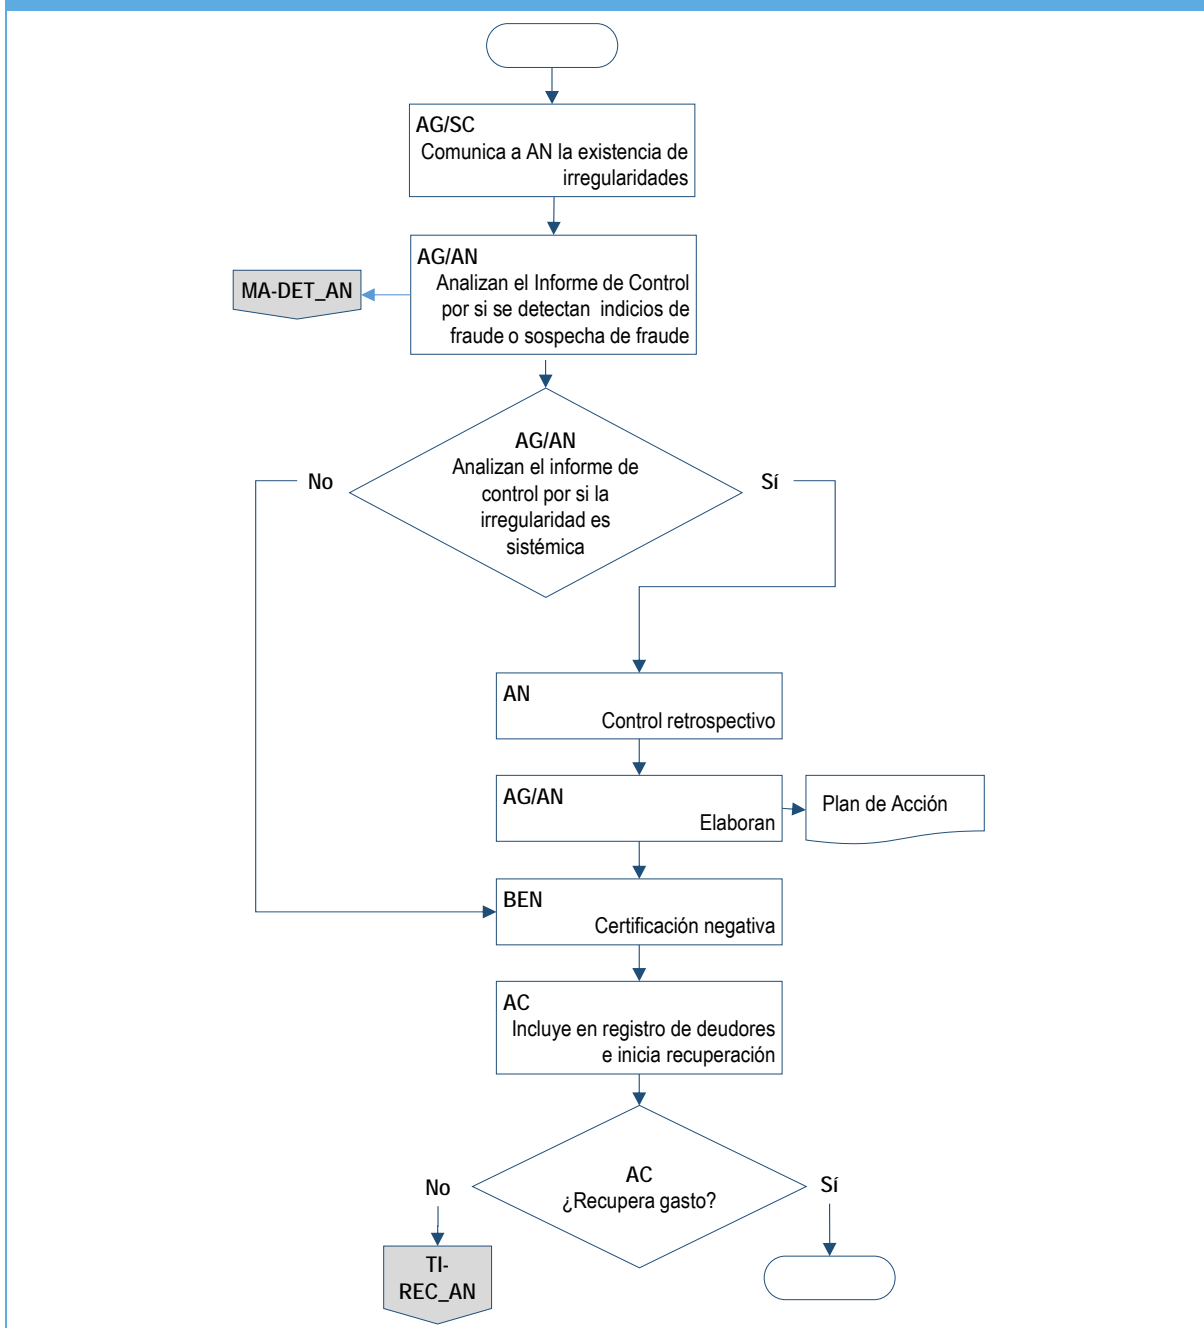 AG/SC
Comunica a AN la existencia de
irregularidades
AG/AN
Analizan el Informe de Control
por si se detectan indicios de
fraude o sospecha de fraude
MA-DET_AN
AG/AN
Analizan el informe de
control por si la
irregularidad es
sistémica
No
Sí
AN
Control retrospectivo
AG/AN
Elaboran
Plan de Acción
BEN
Certificación negativa
AC
Incluye en registro de deudores
e inicia recuperación
AC
¿Recupera gasto?
No
Sí
TI-
REC_AN